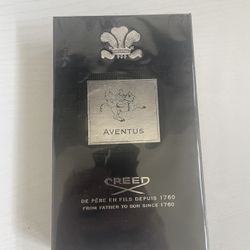 AVENTUS
CREED
DE PÈRE EN FILS DEPUIS 1760
FROM FATHER TO SON SINCE 1760